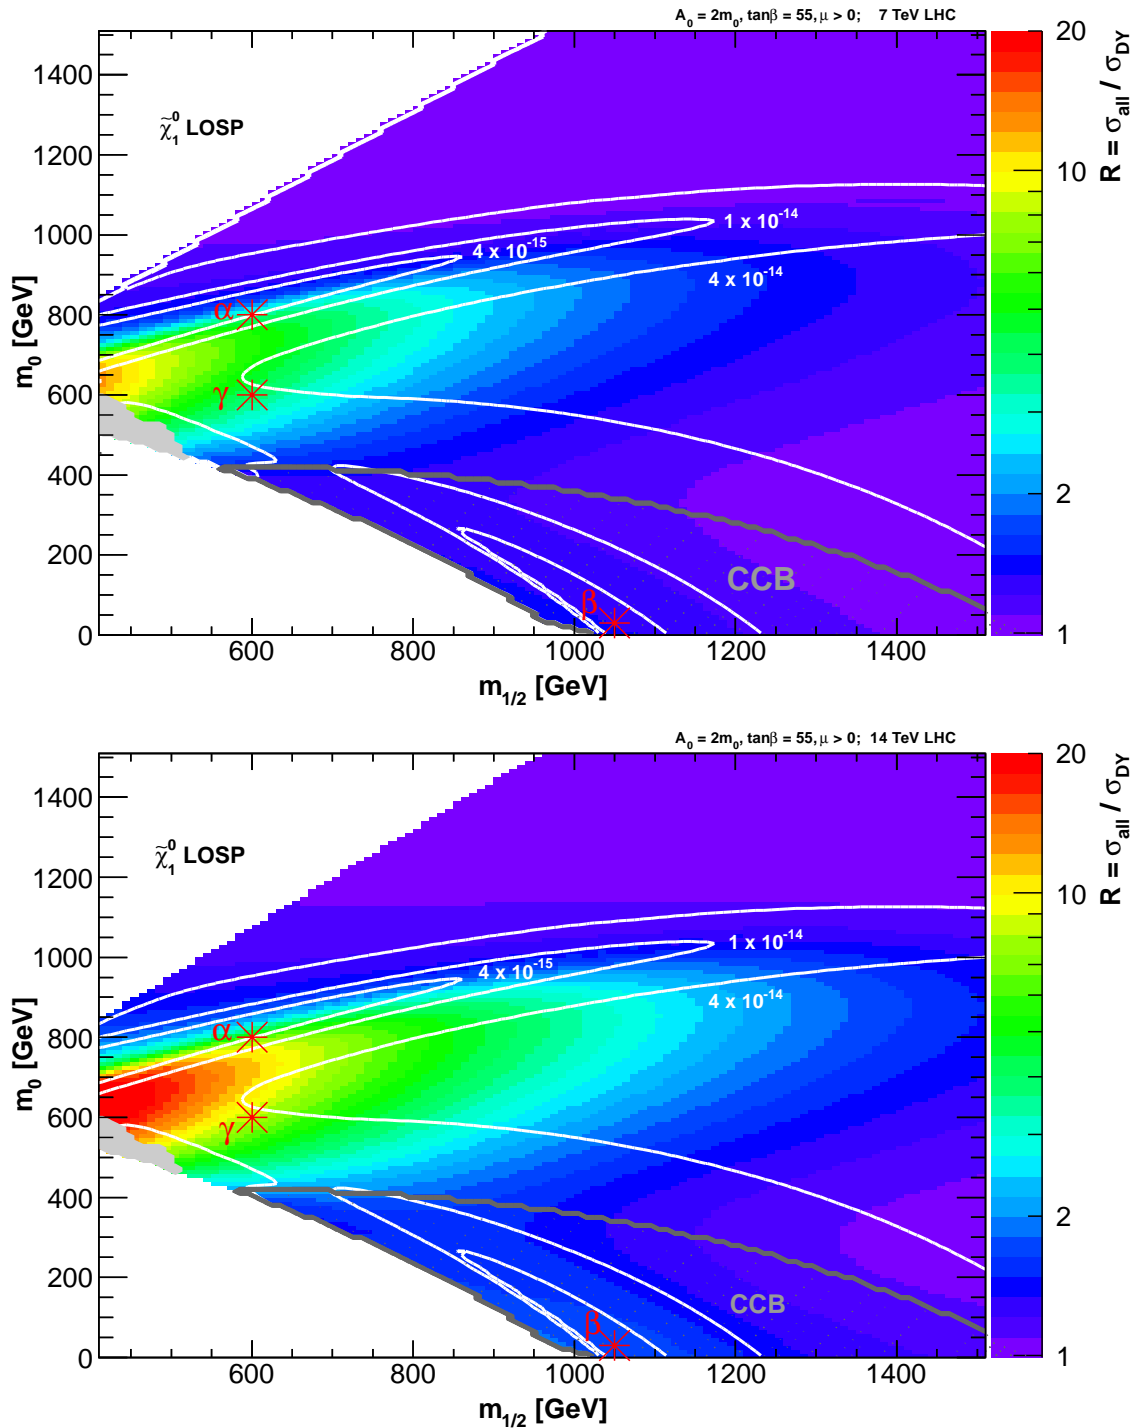 A₀ = 2m₀, tanβ = 55, μ > 0; 7 TeV LHC
1400
1200
1000
800
600
400
200
0
m₀ [GeV]
χ̃₁⁰ LOSP
4 x 10⁻¹⁵
1 x 10⁻¹⁴
4 x 10⁻¹⁴
α
γ
β
CCB
600 800 1000 1200 1400
m₁/₂ [GeV]
20
10
2
1
R = σall / σDY
A₀ = 2m₀, tanβ = 55, μ > 0; 14 TeV LHC
1400
1200
1000
800
600
400
200
0
m₀ [GeV]
χ̃₁⁰ LOSP
4 x 10⁻¹⁵
1 x 10⁻¹⁴
4 x 10⁻¹⁴
α
γ
β
CCB
600 800 1000 1200 1400
m₁/₂ [GeV]
20
10
2
1
R = σall / σDY